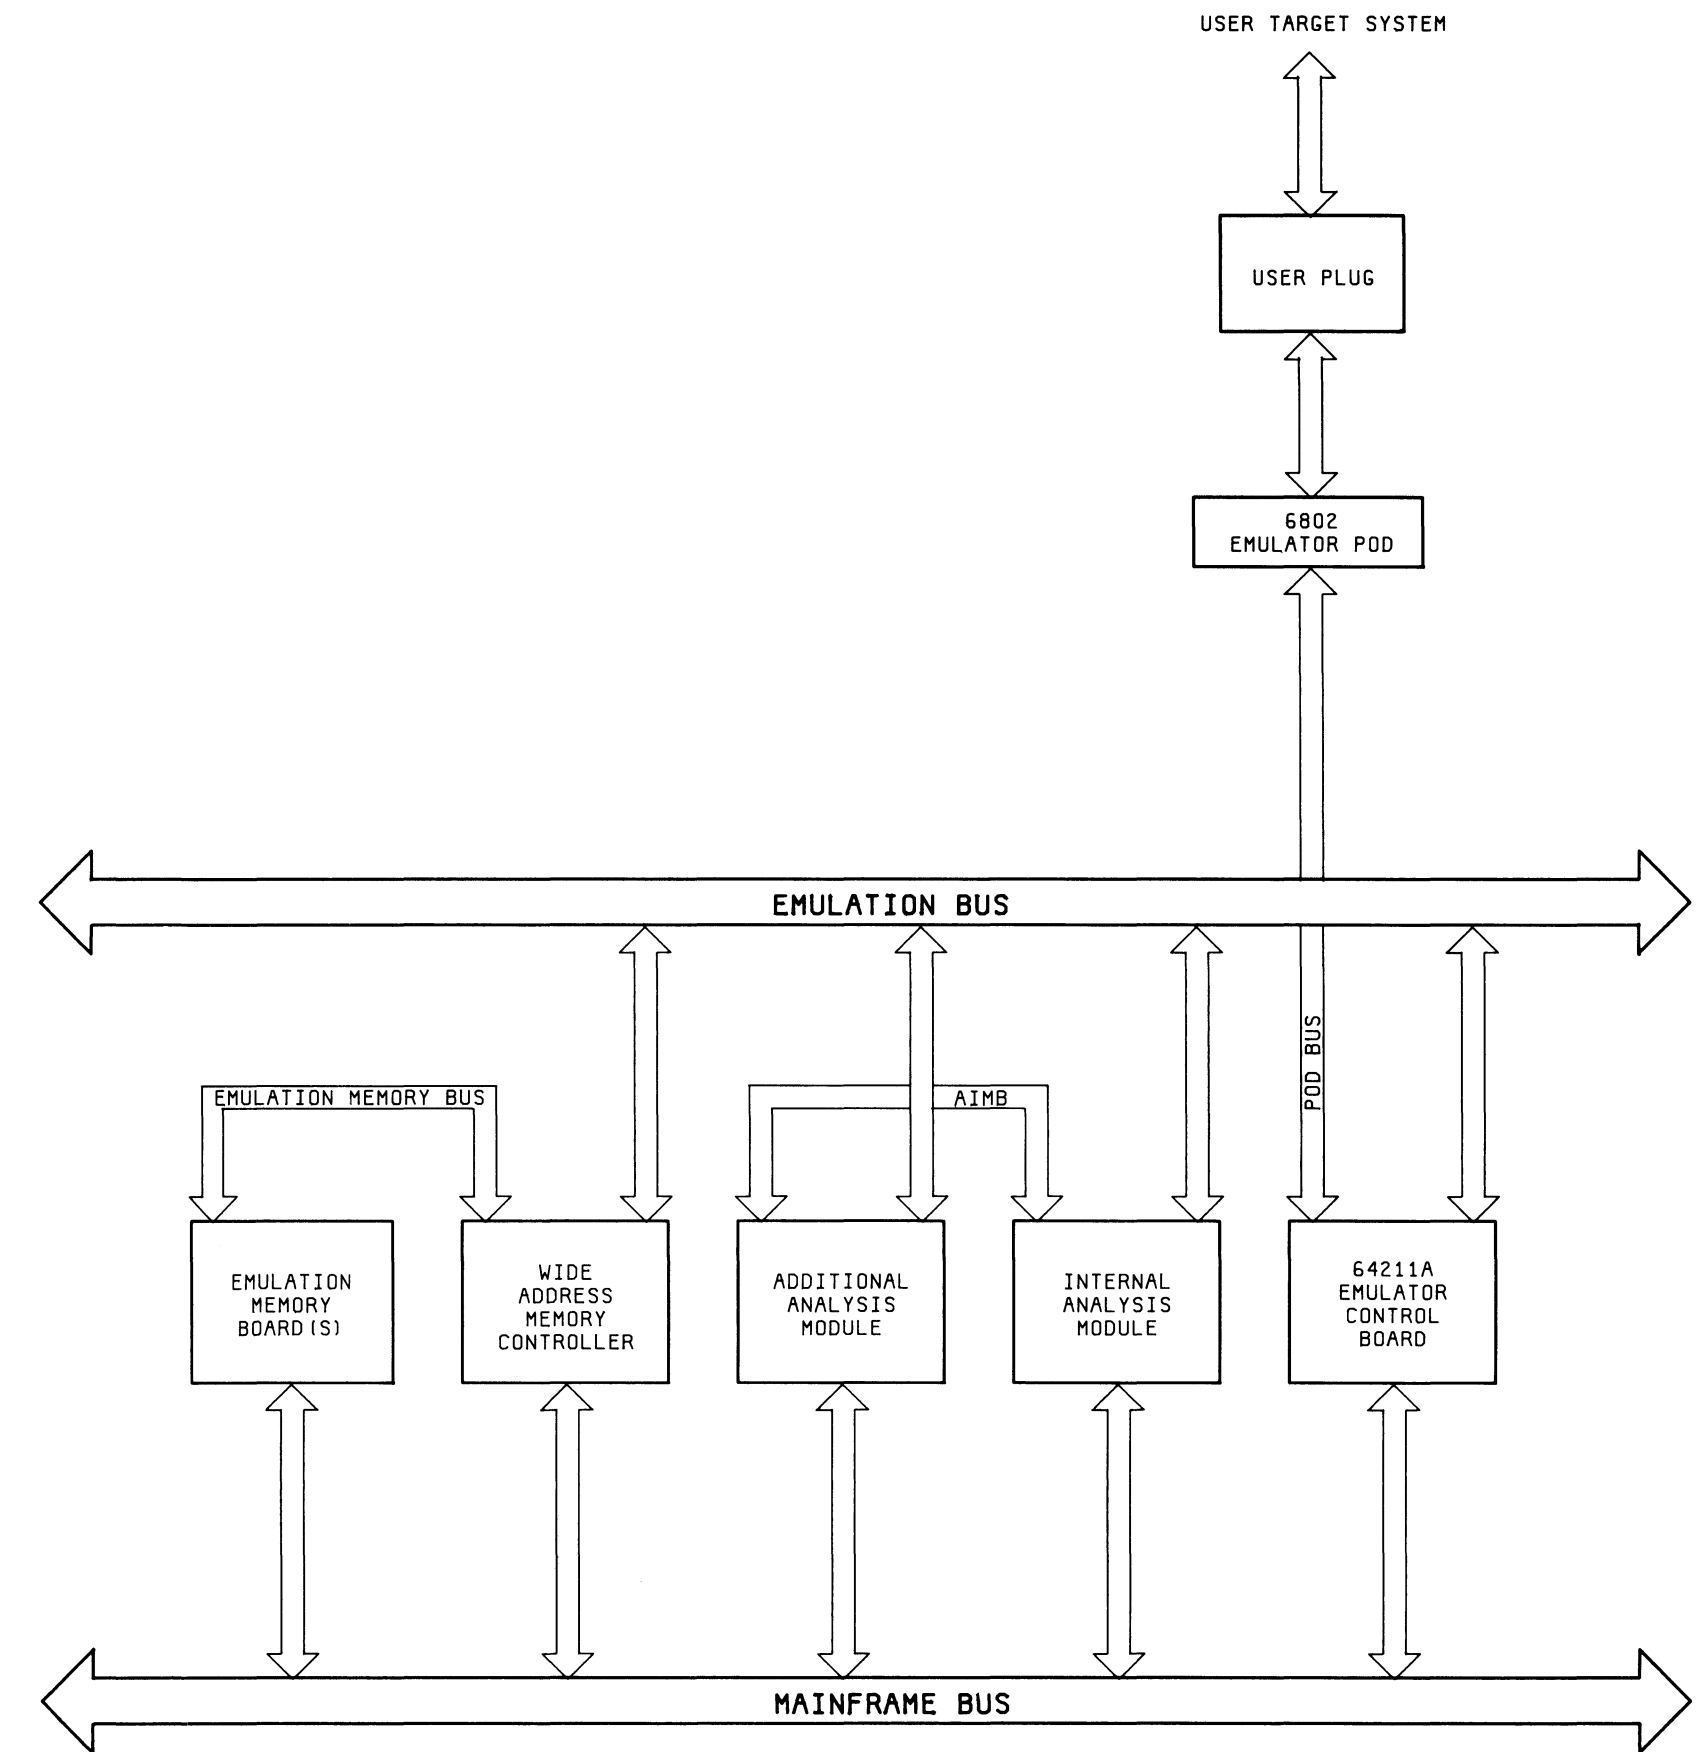 USER TARGET SYSTEM
USER PLUG
6802
EMULATOR POD
EMULATION BUS
POD BUS
EMULATION MEMORY BUS
AIMB
EMULATION
MEMORY
BOARD(S)
WIDE
ADDRESS
MEMORY
CONTROLLER
ADDITIONAL
ANALYSIS
MODULE
INTERNAL
ANALYSIS
MODULE
64211A
EMULATOR
CONTROL
BOARD
MAINFRAME BUS